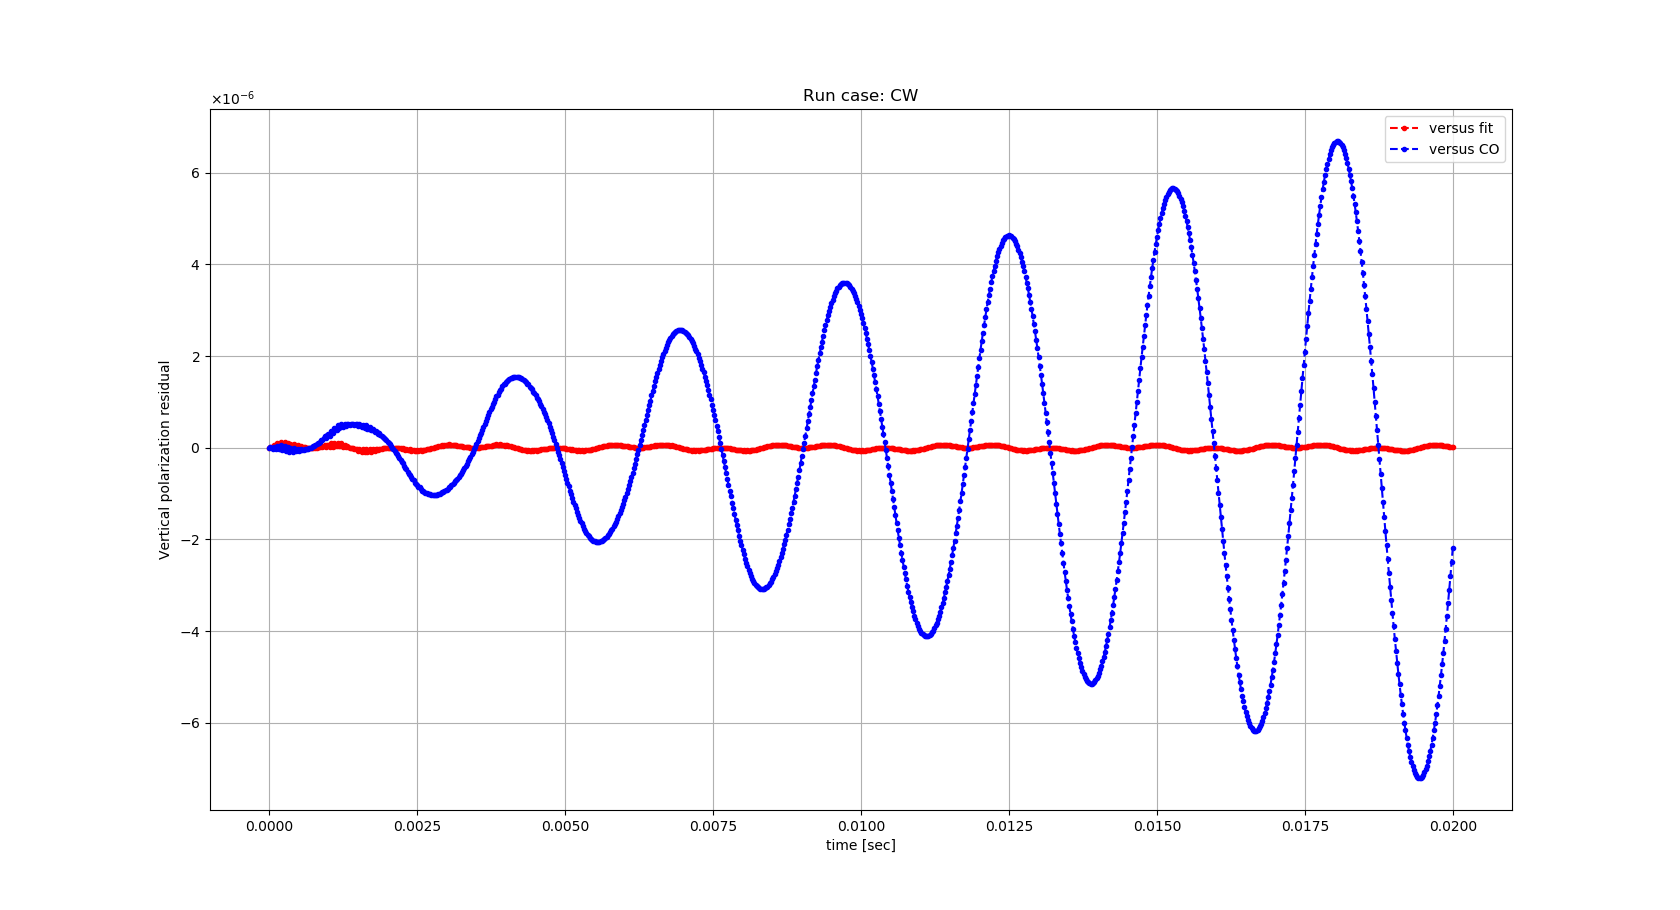 Run case: CW
×10⁻⁶
versus fit
versus CO
Vertical polarization residual
6
4
2
0
−2
−4
−6
0.0000 0.0025 0.0050 0.0075 0.0100 0.0125 0.0150 0.0175 0.0200
time [sec]